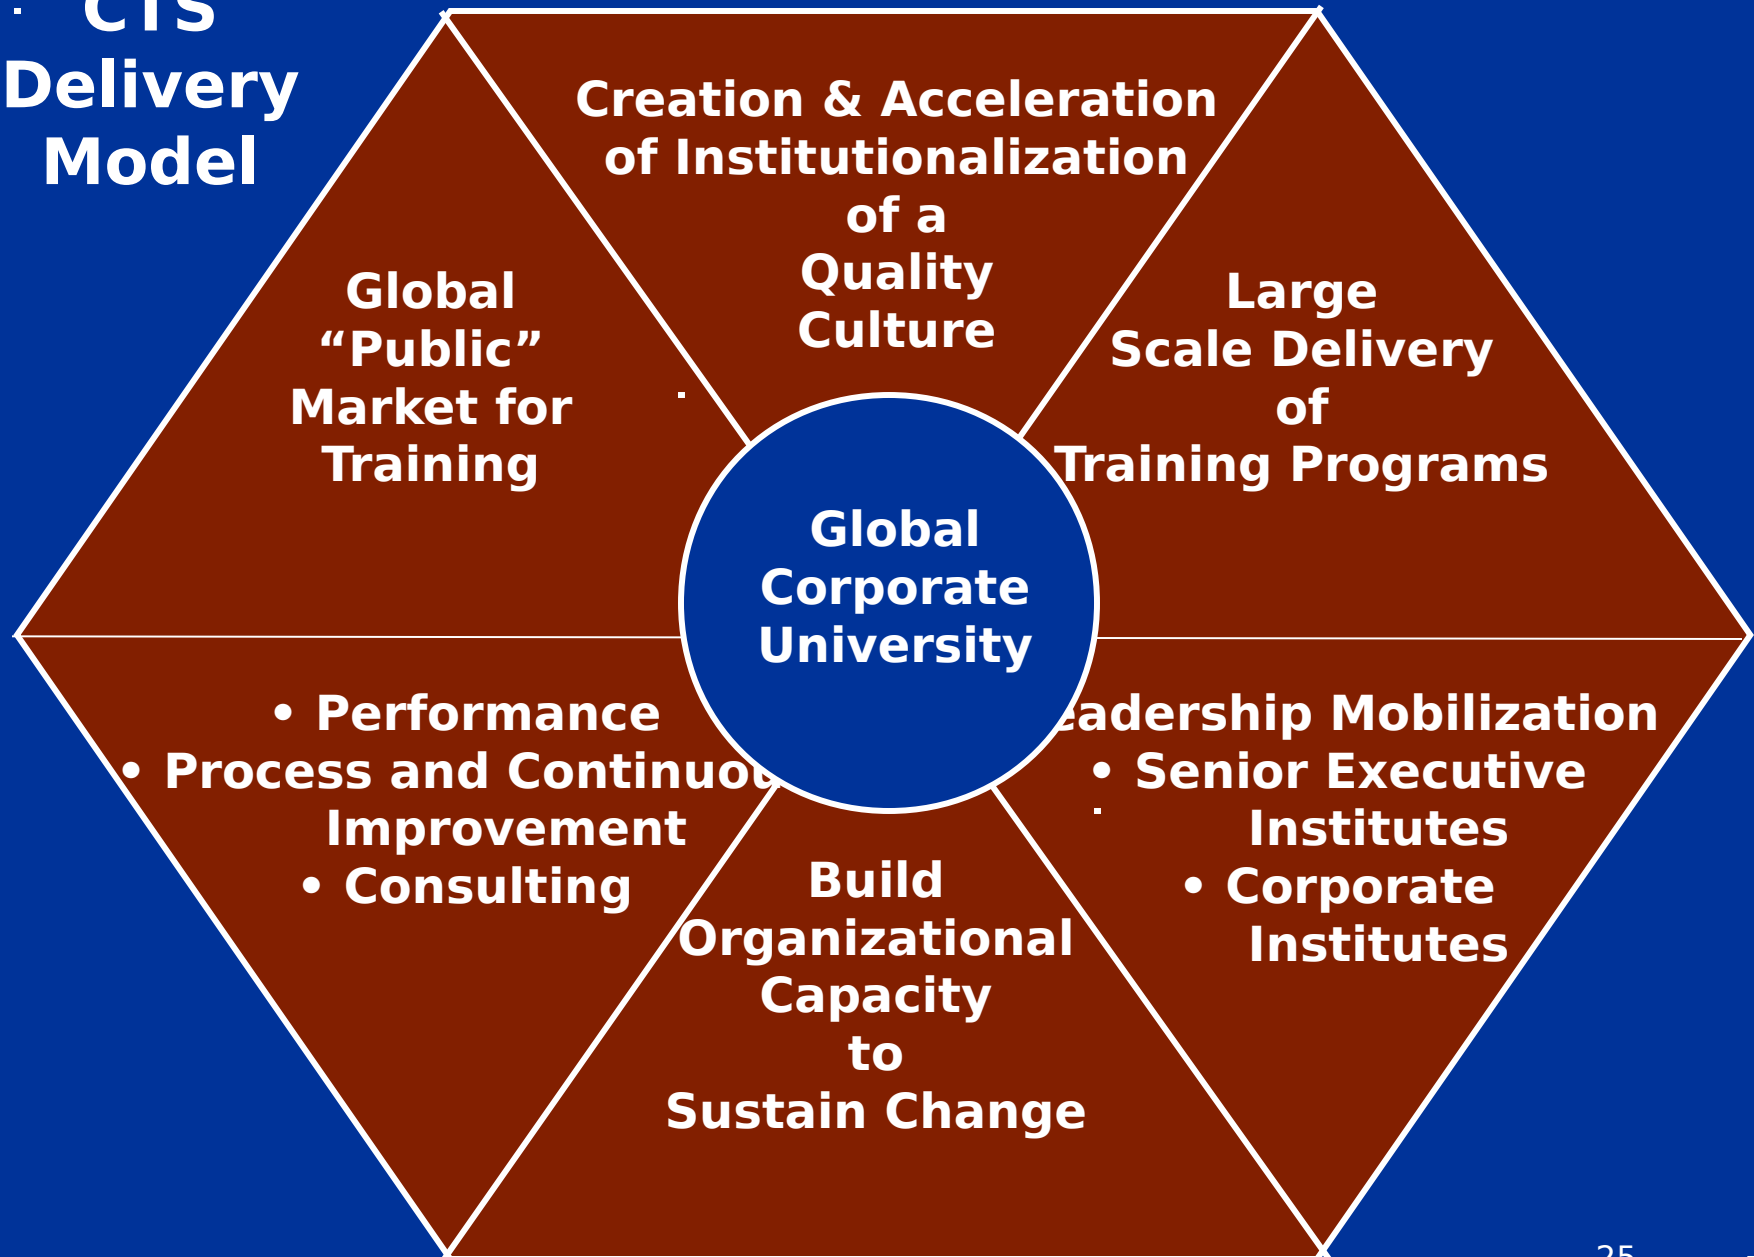 CTS
Delivery
Model
Creation & Acceleration
of Institutionalization
of a
Quality
Culture
Global
“Public”
Market for
Training
Large
Scale Delivery
of
Training Programs
Global
Corporate
University
• Performance
• Process and Continuou
Improvement
• Consulting
eadership Mobilization
• Senior Executive
Institutes
• Corporate
Institutes
Build
Organizational
Capacity
to
Sustain Change
25